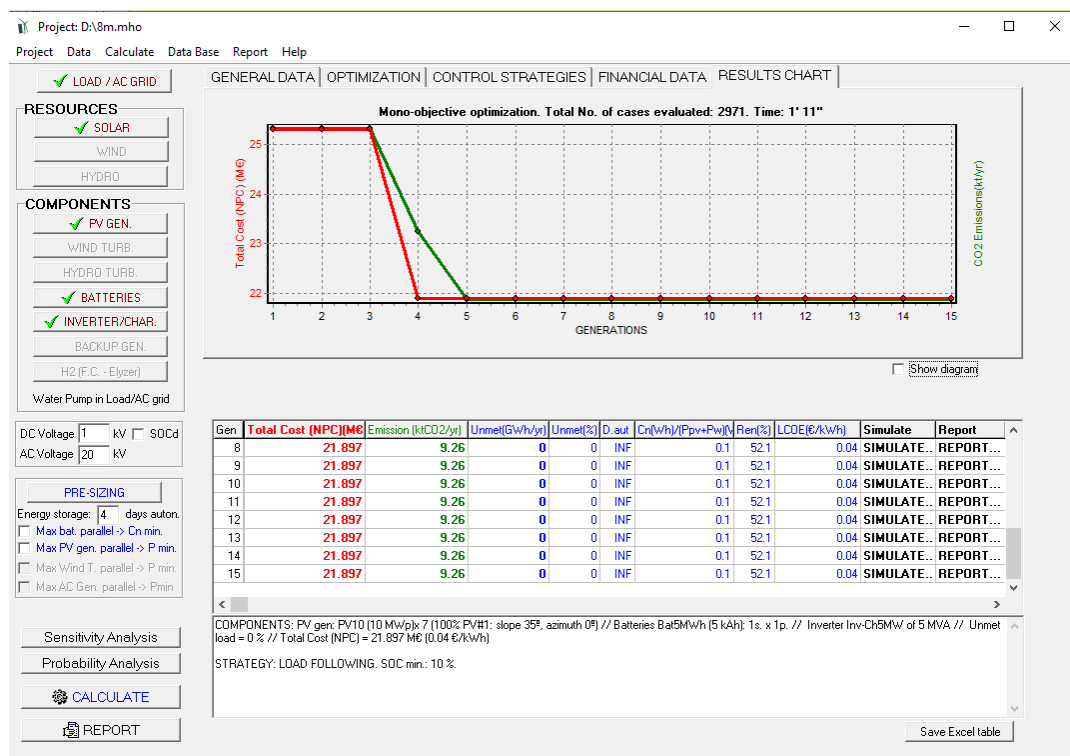 Project: D:\8m.mho
Project Data Calculate Data Base Report Help
LOAD / AC GRID
RESOURCES
SOLAR
WIND
HYDRO
COMPONENTS
PV GEN.
WIND TURB.
HYDRO TURB.
BATTERIES
INVERTER/CHAR.
BACKUP GEN.
H2 (F.C. - Elyzer)
Water Pump in Load/AC grid
DC Voltage 1 kV SOCd
AC Voltage 20 kV
PRE-SIZING
Energy storage: 4 days auton.
Max bat. parallel -> Cn min.
Max PV gen. parallel -> P min.
Max Wind T. parallel -> P min.
Max AC Gen. parallel -> Pmin
Sensitivity Analysis
Probability Analysis
CALCULATE
REPORT
GENERAL DATA OPTIMIZATION CONTROL STRATEGIES FINANCIAL DATA RESULTS CHART
Mono-objective optimization. Total No. of cases evaluated: 2971. Time: 1' 11"
Total Cost (NPC) (M€)
25
24
23
22
CO2 Emissions(kt/yr)
1 2 3 4 5 6 7 8 9 10 11 12 13 14 15
GENERATIONS
Show diagram
Gen Total Cost (NPC)(M€ Emission (ktCO2/yr) Unmet(GWh/yr) Unmet(%) D.aut Cn(Wh)/(Ppv+Pw)(W Ren(%) LCOE(€/kWh) Simulate Report
8 21.897 9.26 0 0 INF 0.1 52.1 0.04 SIMULATE.. REPORT...
9 21.897 9.26 0 0 INF 0.1 52.1 0.04 SIMULATE.. REPORT...
10 21.897 9.26 0 0 INF 0.1 52.1 0.04 SIMULATE.. REPORT...
11 21.897 9.26 0 0 INF 0.1 52.1 0.04 SIMULATE.. REPORT...
12 21.897 9.26 0 0 INF 0.1 52.1 0.04 SIMULATE.. REPORT...
13 21.897 9.26 0 0 INF 0.1 52.1 0.04 SIMULATE.. REPORT...
14 21.897 9.26 0 0 INF 0.1 52.1 0.04 SIMULATE.. REPORT...
15 21.897 9.26 0 0 INF 0.1 52.1 0.04 SIMULATE.. REPORT...
COMPONENTS: PV gen: PV10 (10 MWp)x 7 (100% PV#1: slope 35º, azimuth 0º) // Batteries Bat5MWh (5 kAh): 1s. x 1p. // Inverter Inv-Ch5MW of 5 MVA // Unmet
load = 0 % // Total Cost (NPC) = 21.897 M€ (0.04 €/kWh)
STRATEGY: LOAD FOLLOWING. SOC min.: 10 %.
Save Excel table